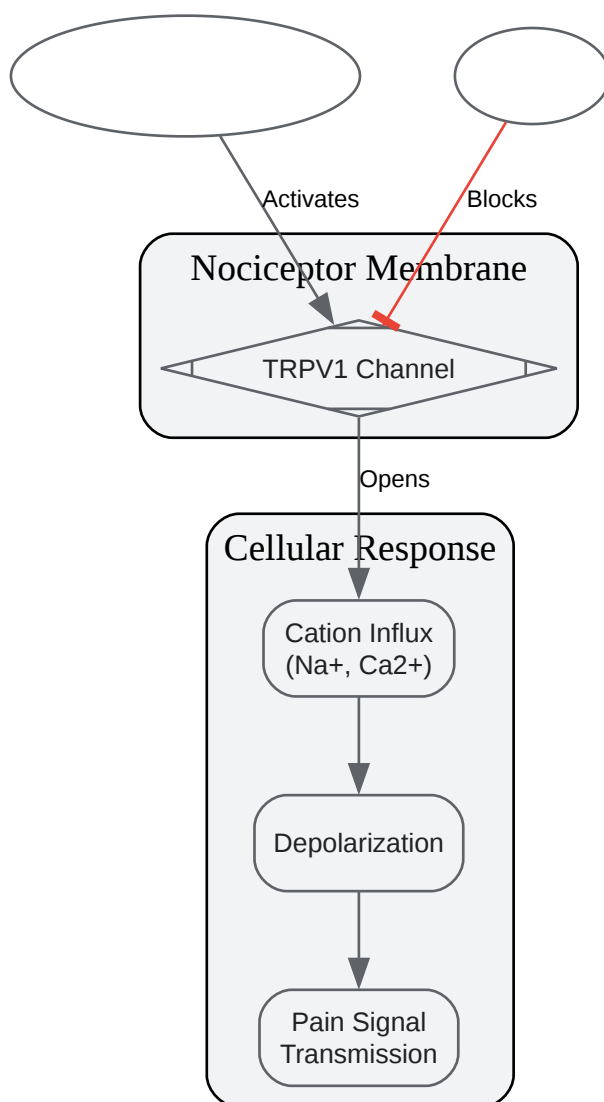 Activates
Blocks
Nociceptor Membrane
TRPV1 Channel
Opens
Cellular Response
Cation Influx
(Na+, Ca2+)
Depolarization
Pain Signal
Transmission